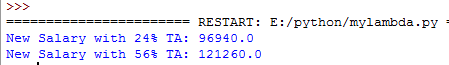 >>>
======================= RESTART: E:/python/mylambda.py =
New Salary with 24% TA: 96940.0
New Salary with 56% TA: 121260.0